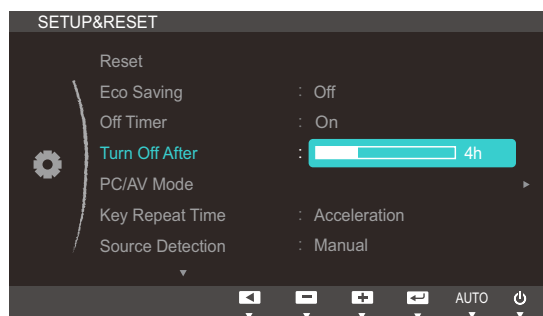 SETUP&RESET
Reset
Eco Saving : Off
Off Timer : On
Turn Off After : 4h
PC/AV Mode
Key Repeat Time : Acceleration
Source Detection : Manual
AUTO